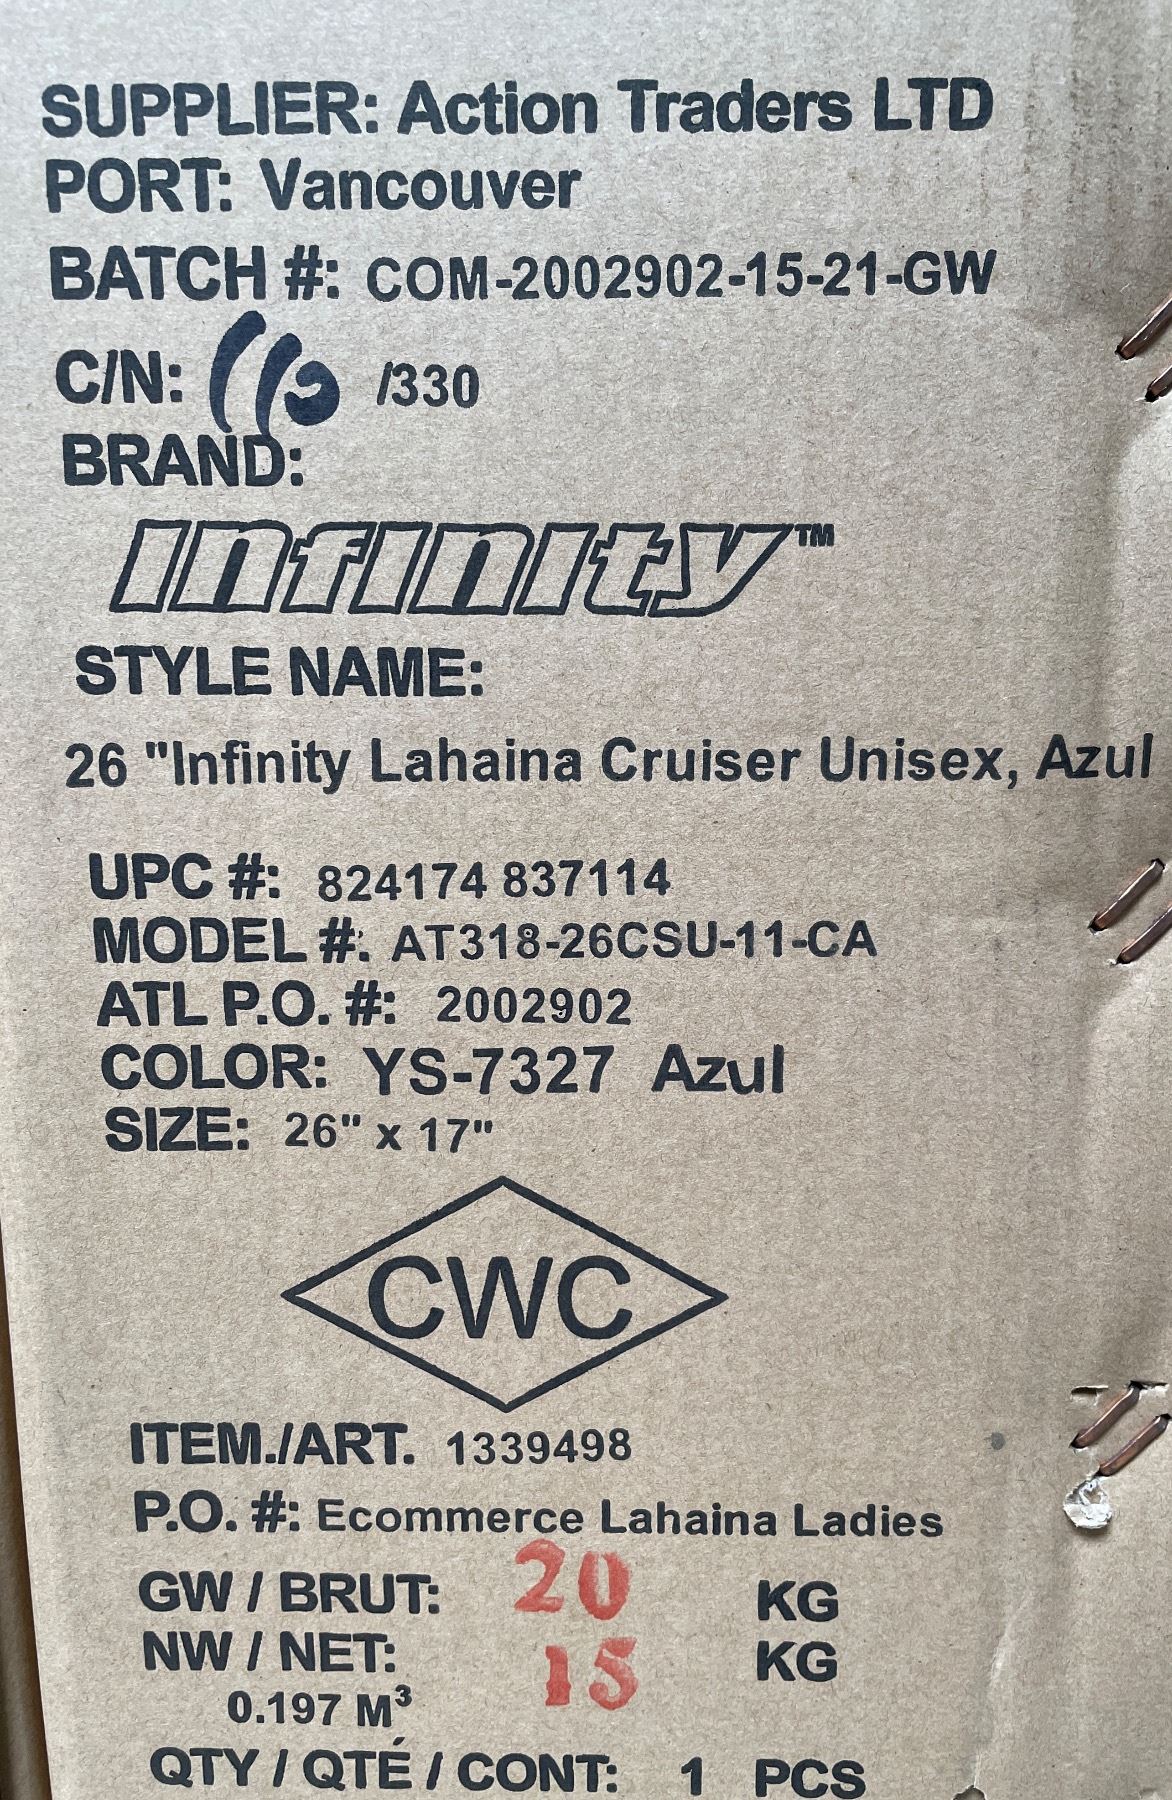 SUPPLIER: Action Traders LTD
PORT: Vancouver
BATCH #: COM-2002902-15-21-GW
C/N: /330
BRAND:
Infinity™
STYLE NAME:
26 "Infinity Lahaina Cruiser Unisex, Azul
UPC #: 824174 837114
MODEL #: AT318-26CSU-11-CA
ATL P.O. #: 2002902
COLOR: YS-7327 Azul
SIZE: 26" x 17"
CWC
ITEM./ART. 1339498
P.O. #: Ecommerce Lahaina Ladies
GW / BRUT: 20 KG
NW / NET: 15 KG
0.197 M³
QTY / QTÉ / CONT: 1 PCS